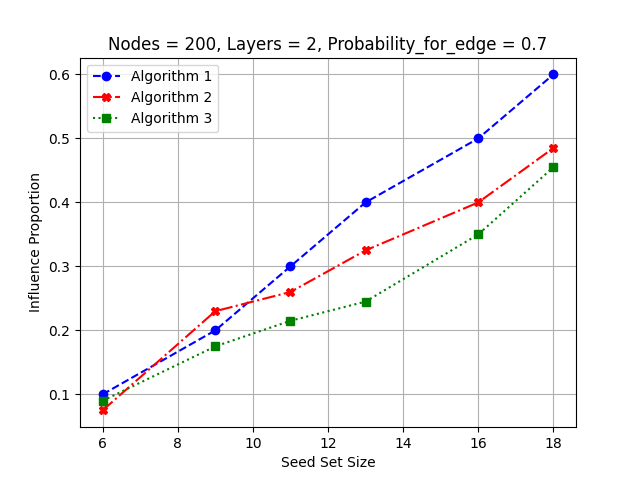 Nodes = 200, Layers = 2, Probability_for_edge = 0.7
Algorithm 1
Algorithm 2
Algorithm 3
0.6
0.5
0.4
0.3
0.2
0.1
Influence Proportion
6 8 10 12 14 16 18
Seed Set Size